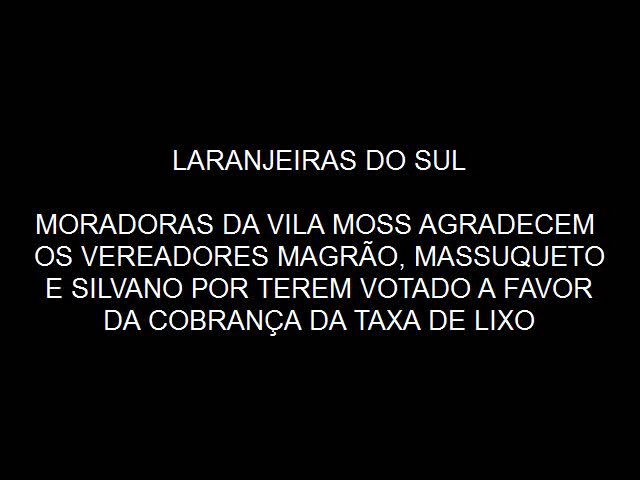 LARANJEIRAS DO SUL
MORADORAS DA VILA MOSS AGRADECEM
OS VEREADORES MAGRÃO, MASSUQUETO
E SILVANO POR TEREM VOTADO A FAVOR
DA COBRANÇA DA TAXA DE LIXO